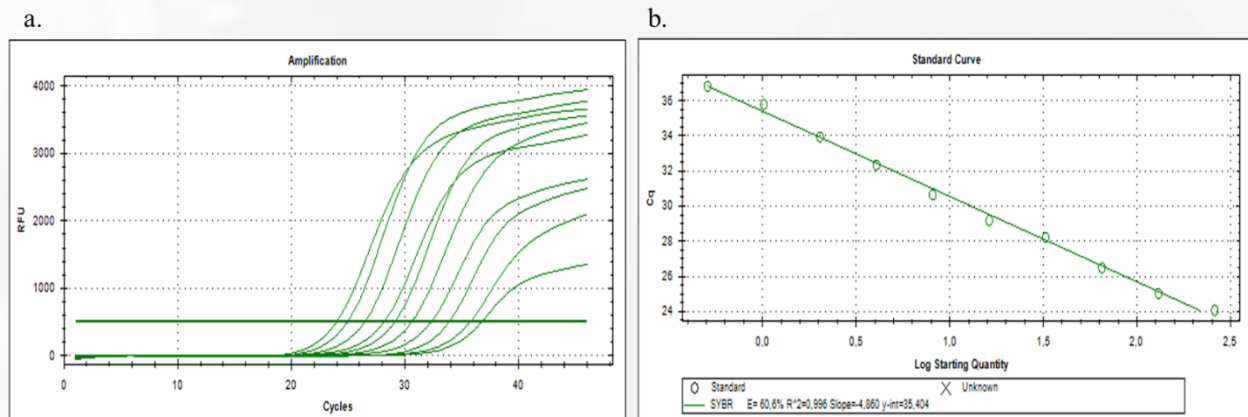 a.
Amplification
4000
3000
2000
1000
0
RFU
0 10 20 30 40
Cycles
b.
Standard Curve
36
34
32
30
28
26
24
Cq
0.0 0.5 1.0 1.5 2.0 2.5
Log Starting Quantity
O Standard X Unknown
SYBR E= 60,6% R^2=0,996 Slope=-4,860 y-int=35,404